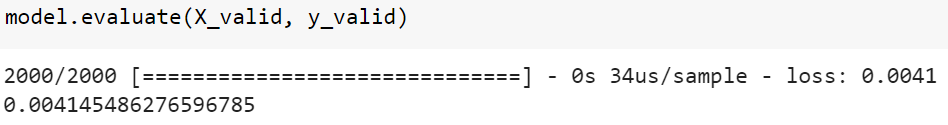 model.evaluate(X_valid, y_valid)
2000/2000 [==============================] - 0s 34us/sample - loss: 0.0041
0.004145486276596785